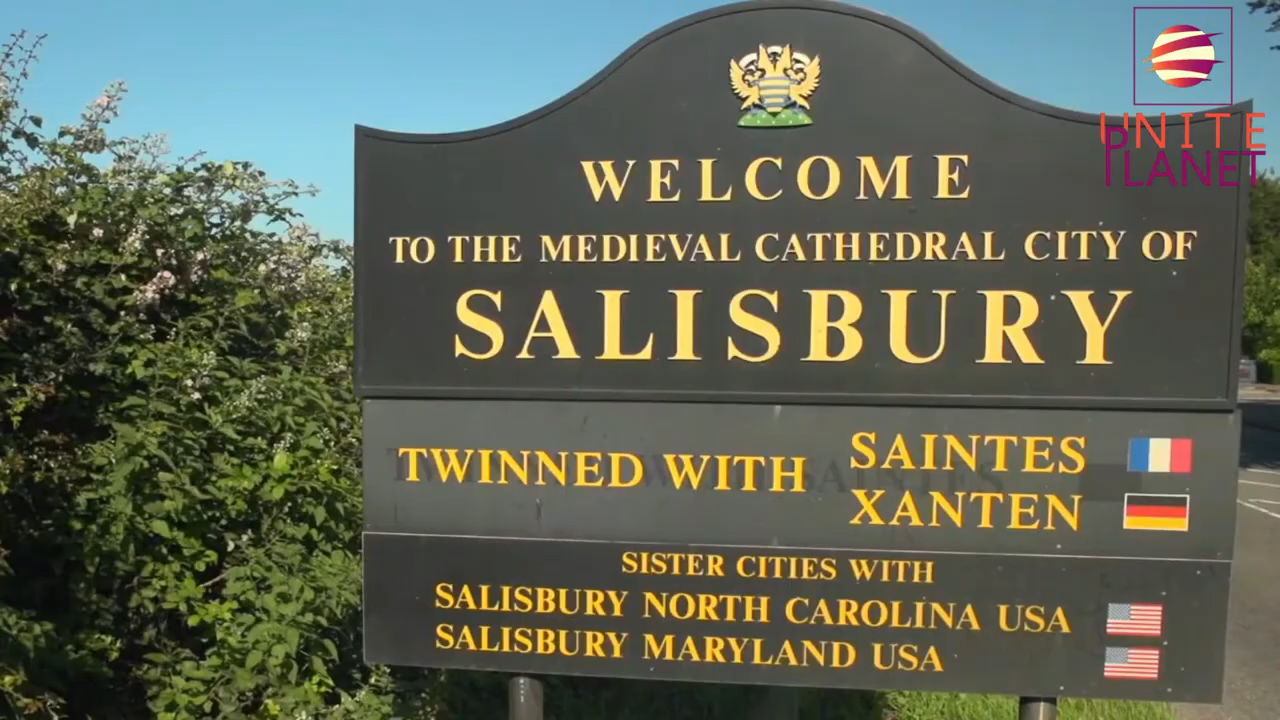 UNITE
PLANET
WELCOME
TO THE MEDIEVAL CATHEDRAL CITY OF
SALISBURY
TWINNED WITH SAINTES
XANTEN
SISTER CITIES WITH
SALISBURY NORTH CAROLINA USA
SALISBURY MARYLAND USA